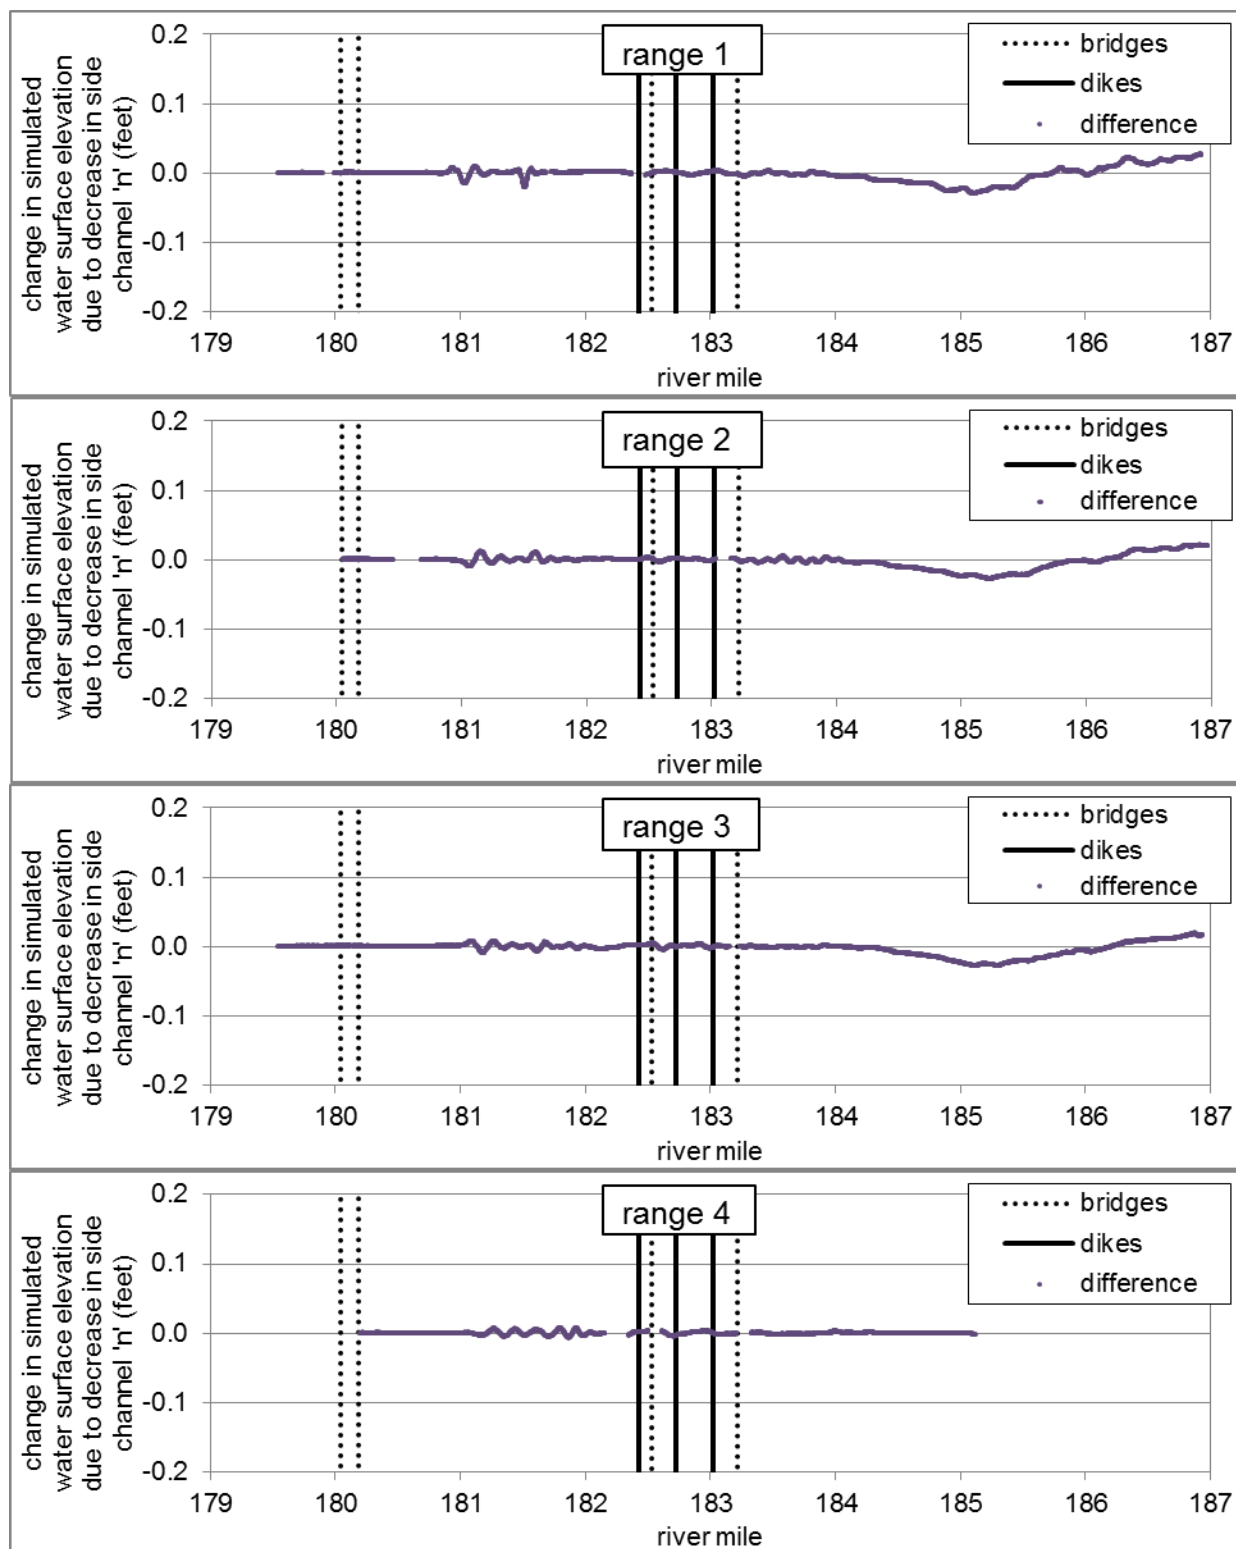 change in simulated
water surface elevation
due to decrease in side
channel 'n' (feet)
0.2
0.1
0.0
-0.1
-0.2
range 1
bridges
dikes
difference
179 180 181 182 183 184 185 186 187
river mile
change in simulated
water surface elevation
due to decrease in side
channel 'n' (feet)
0.2
0.1
0.0
-0.1
-0.2
range 2
bridges
dikes
difference
179 180 181 182 183 184 185 186 187
river mile
change in simulated
water surface elevation
due to decrease in side
channel 'n' (feet)
0.2
0.1
0.0
-0.1
-0.2
range 3
bridges
dikes
difference
179 180 181 182 183 184 185 186 187
river mile
change in simulated
water surface elevation
due to decrease in side
channel 'n' (feet)
0.2
0.1
0.0
-0.1
-0.2
range 4
bridges
dikes
difference
179 180 181 182 183 184 185 186 187
river mile